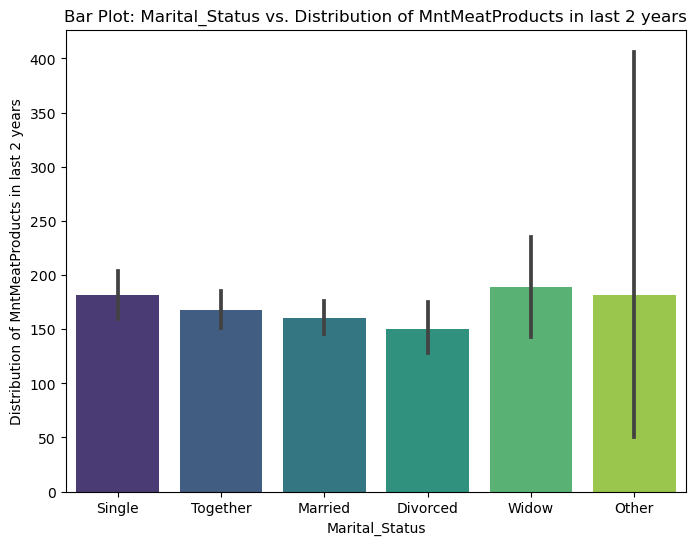 Bar Plot: Marital_Status vs. Distribution of MntMeatProducts in last 2 years
Distribution of MntMeatProducts in last 2 years
400
350
300
250
200
150
100
50
0
Single Together Married Divorced Widow Other
Marital_Status